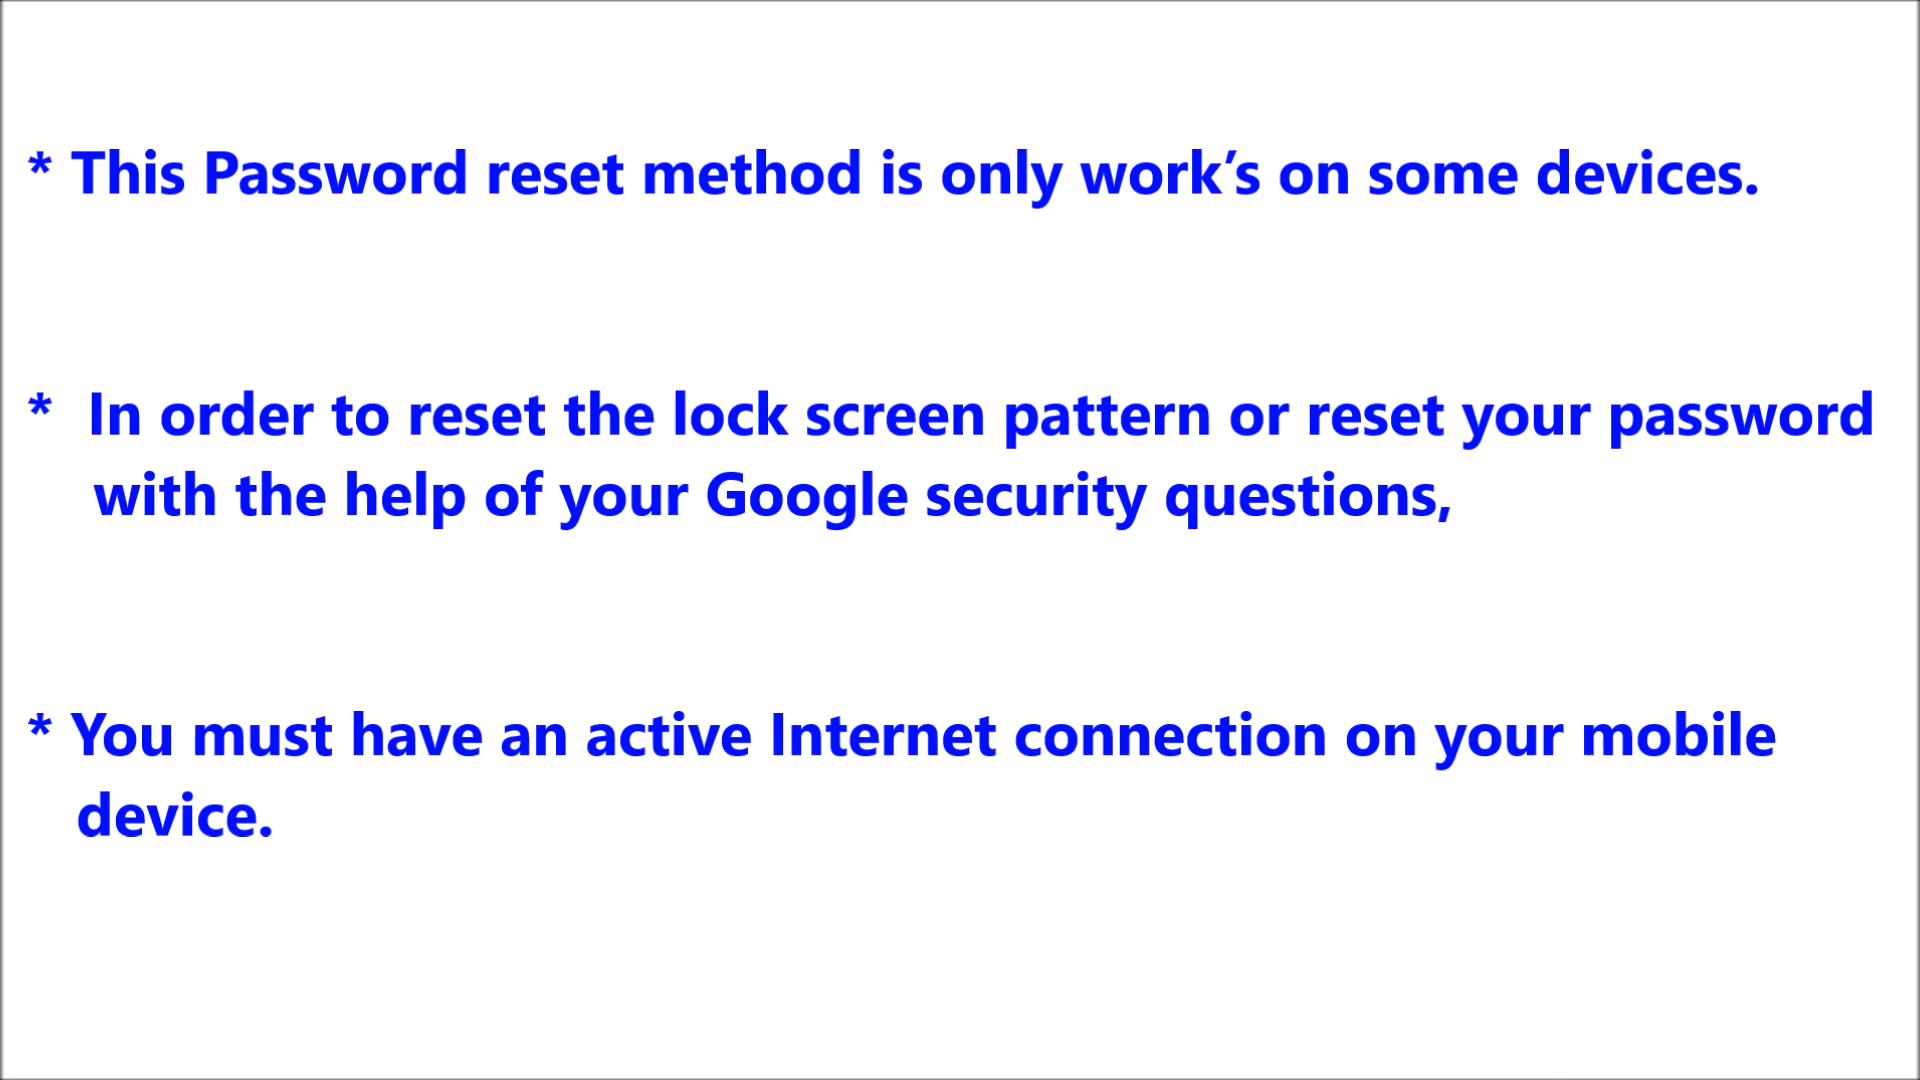 * This Password reset method is only work’s on some devices.
* In order to reset the lock screen pattern or reset your password
with the help of your Google security questions,
* You must have an active Internet connection on your mobile
device.